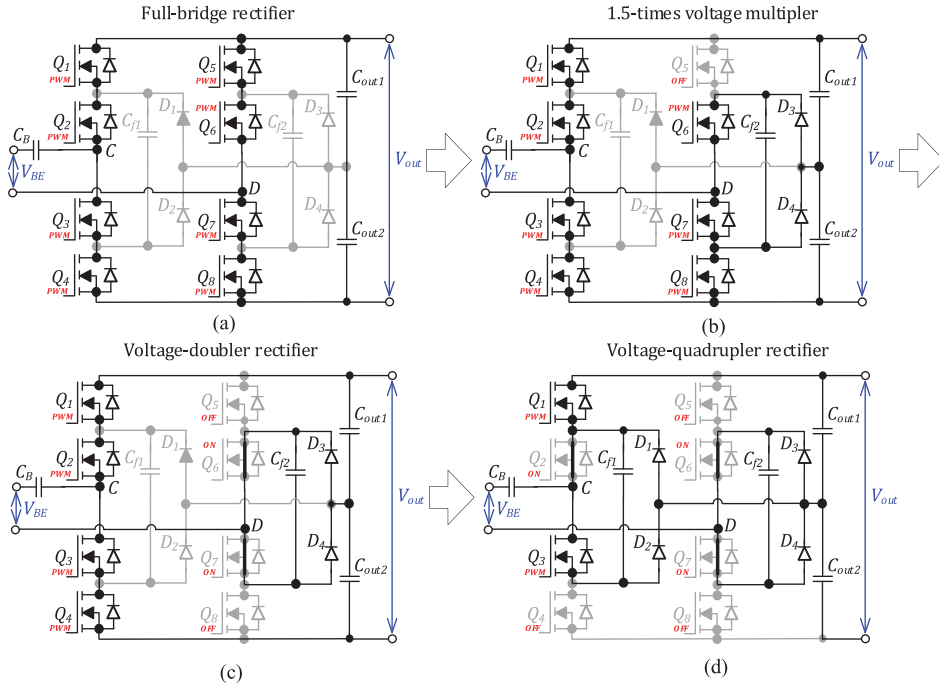 Full-bridge rectifier
Q1
PWM
Q2
PWM
CB
VBE
C
Q3
PWM
Q4
PWM
Cf1
D1
D2
Q5
PWM
PWM
Q6
D
Q7
PWM
Q8
PWM
Cf2
D3
D4
Cout1
Cout2
Vout
(a)
1.5-times voltage multipler
Q1
PWM
Q2
PWM
CB
VBE
C
Q3
PWM
Q4
PWM
Cf1
D1
D2
Q5
OFF
PWM
Q6
D
Q7
PWM
Q8
PWM
Cf2
D3
D4
Cout1
Cout2
Vout
(b)
Voltage-doubler rectifier
Q1
PWM
Q2
PWM
CB
VBE
C
Q3
PWM
Q4
PWM
Cf1
D1
D2
Q5
OFF
ON
Q6
D
Q7
ON
Q8
OFF
Cf2
D3
D4
Cout1
Cout2
Vout
(c)
Voltage-quadrupler rectifier
Q1
PWM
Q2
ON
CB
VBE
C
Q3
PWM
Q4
OFF
Cf1
D1
D2
Q5
OFF
ON
Q6
D
Q7
ON
Q8
OFF
Cf2
D3
D4
Cout1
Cout2
Vout
(d)